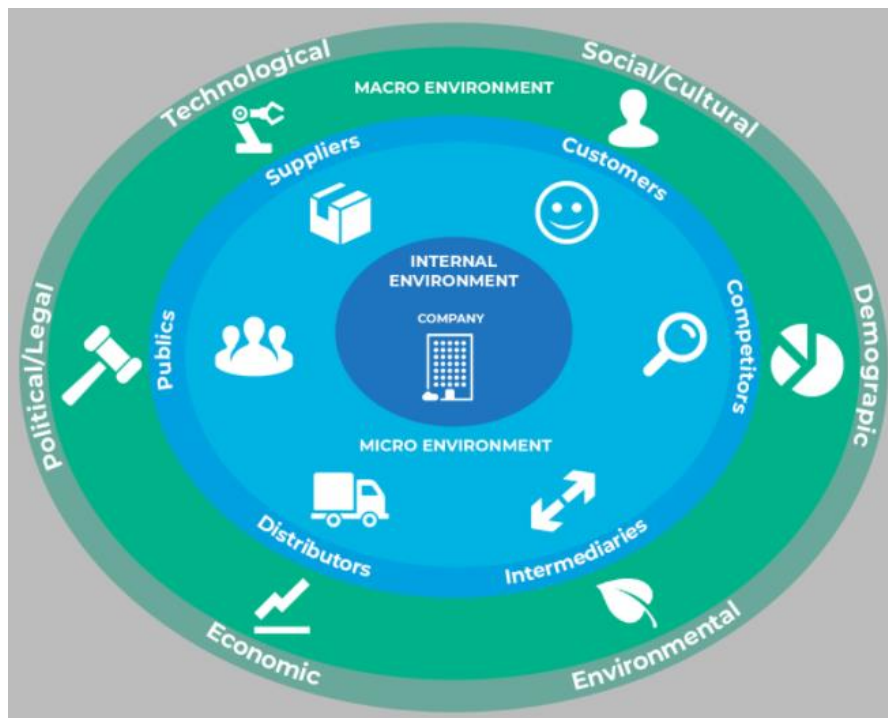 Technological
Social/Cultural
MACRO ENVIRONMENT
Suppliers
Customers
INTERNAL
ENVIRONMENT
COMPANY
Political/Legal
Publics
Competitors
Demograpic
MICRO ENVIRONMENT
Distributors
Intermediaries
Economic
Environmental